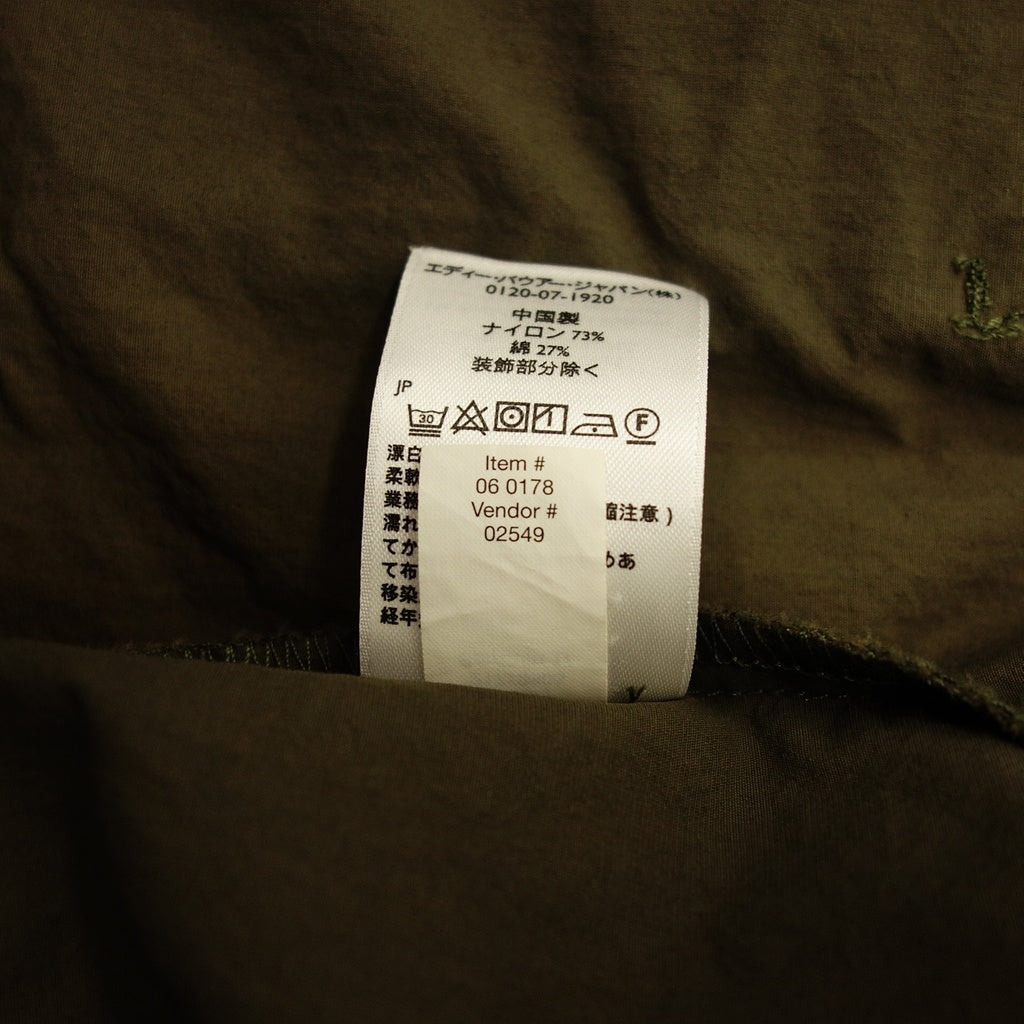 エディー・バウアー・ジャパン(株)
0120-07-1920
中国製
ナイロン 73%
綿 27%
装飾部分除く
JP
30
F
漂白
柔軟
業務
縮注意)
濡れ
てか
めあ
て布
移染
経年
Item #
06 0178
Vendor #
02549